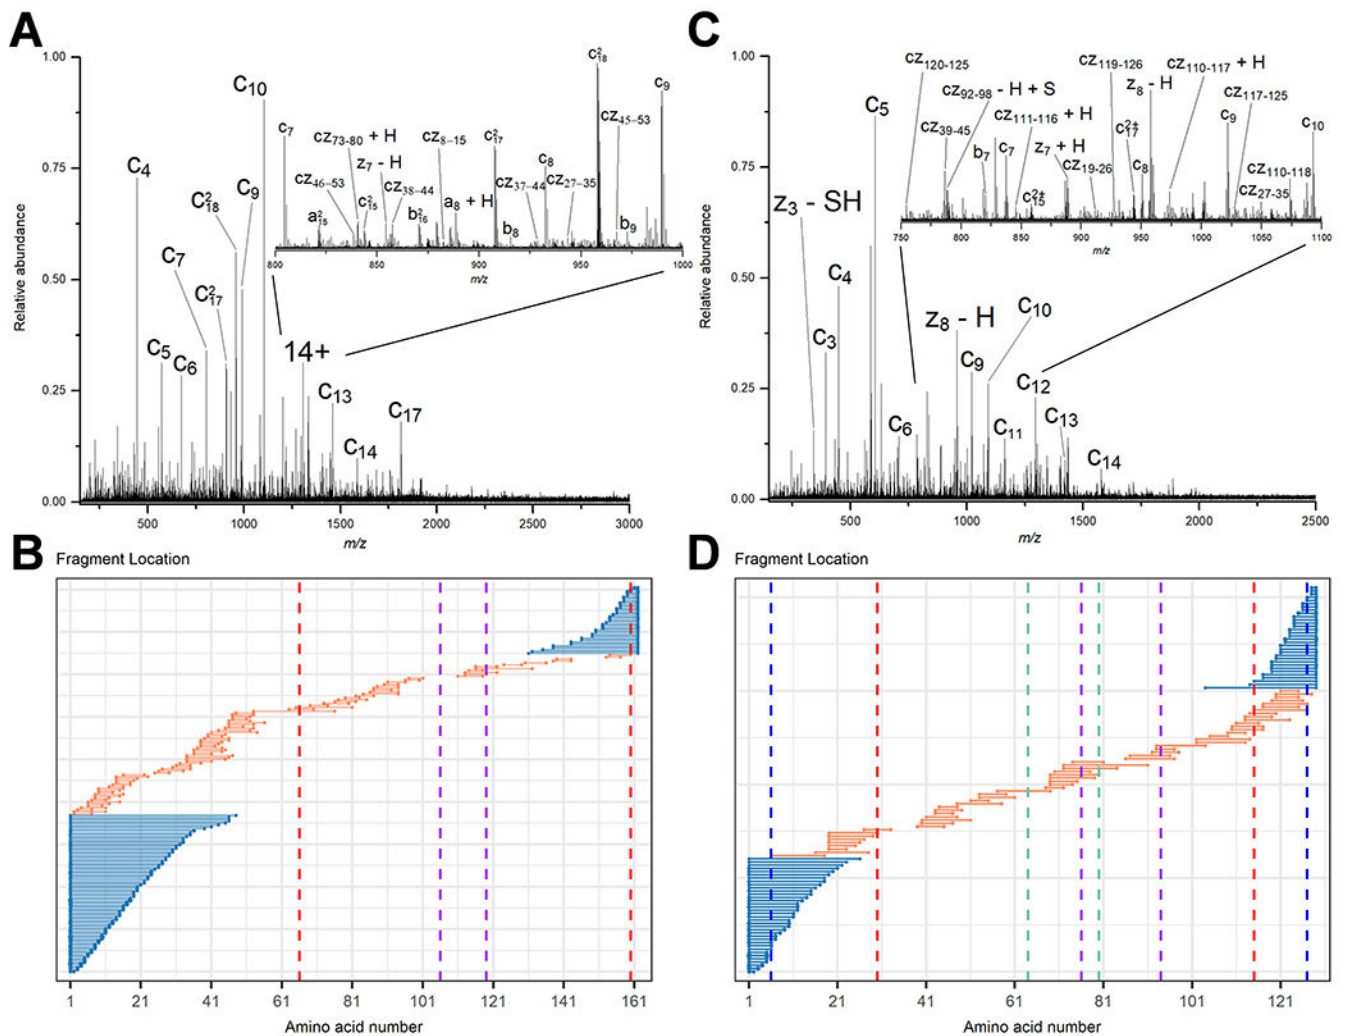 A
1.00
0.75
0.50
0.25
0.00
Relative abundance
C4
C5
C6
C7
C²₁₇
C²₁₈
C9
C10
14+
C13
C14
C17
500
1000
1500
2000
2500
3000
m/z
c7
cz46–53
a²₁₅
cz73-80 + H
z7 - H
c²₁₅
cz38–44
b²₁₆
cz8–15
a8 + H
c²₁₇
b8
cz37–44
c8
cz27–35
c²₁₈
cz45–53
b9
c9
800
850
900
950
1000
m/z
B
Fragment Location
1
21
41
61
81
101
121
141
161
Amino acid number
C
1.00
0.75
0.50
0.25
0.00
Relative abundance
z3 - SH
C3
C4
C5
C6
z8 - H
C9
C10
C11
C12
C13
C14
500
1000
1500
2000
2500
m/z
cz120-125
cz92-98 - H + S
cz39-45
b7
c7
cz111-116 + H
c²⁺₁₅
z7 + H
cz19-26
cz119-126
c²⁺₁₇
c8
z8 - H
cz110-117 + H
c9
cz117-125
cz27-35
cz110-118
c10
750
800
850
900
950
1000
1050
1100
m/z
D
Fragment Location
1
21
41
61
81
101
121
Amino acid number